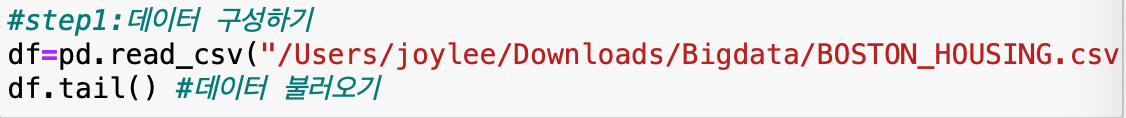 #step1:데이터 구성하기
df=pd.read_csv("/Users/joylee/Downloads/Bigdata/BOSTON_HOUSING.csv
df.tail() #데이터 불러오기